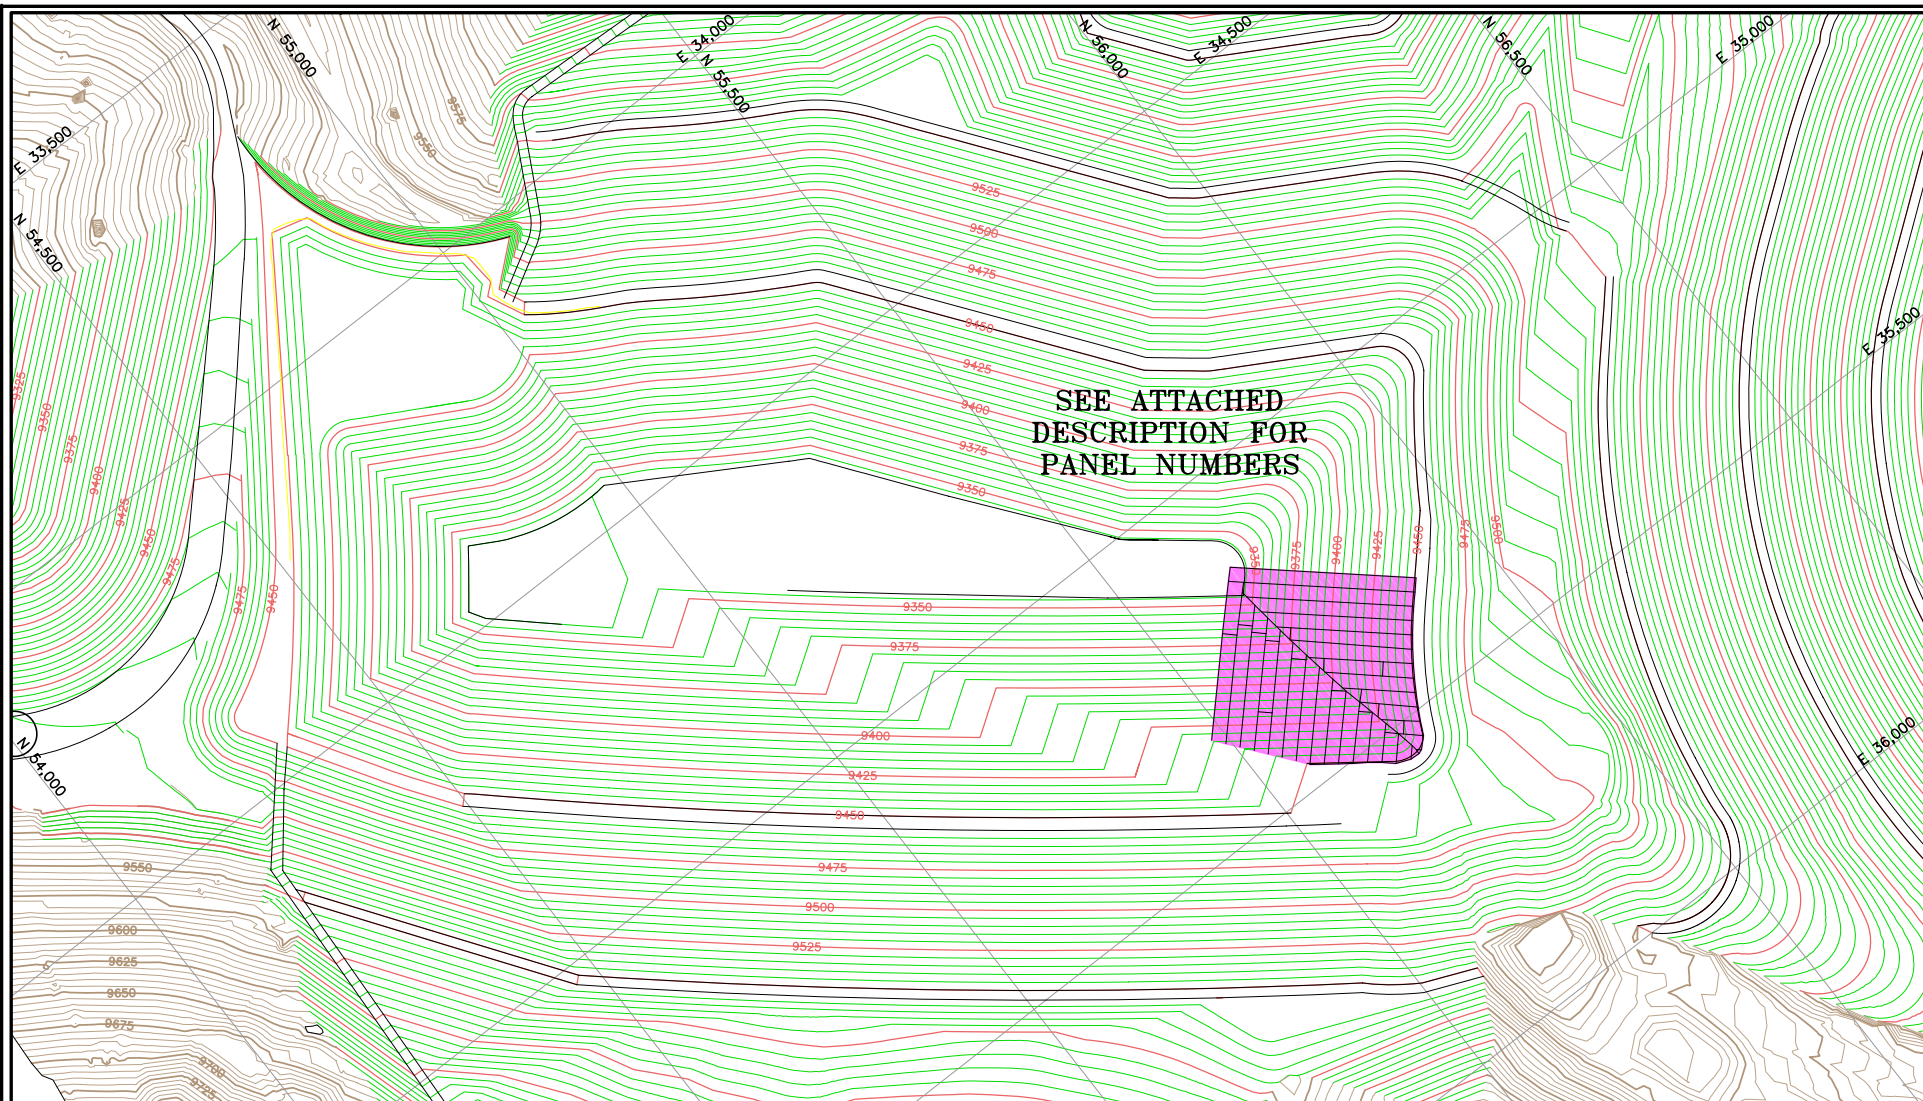 N 55,000
E 34,000
N 55,500
N 56,000
E 34,500
N 56,500
E 35,000
E 33,500
9575
9550
N 54,500
9525
9500
9475
9450
9425
9400
9375
9350
SEE ATTACHED
DESCRIPTION FOR
PANEL NUMBERS
E 35,500
9325
9350
9375
9400
9425
9450
9475
9475
9450
9350
9375
9400
9425
9450
9475
9500
9350
9375
9400
9425
9450
9475
9500
9525
N 54,000
E 36,000
9550
9600
9625
9650
9675
9700
9725